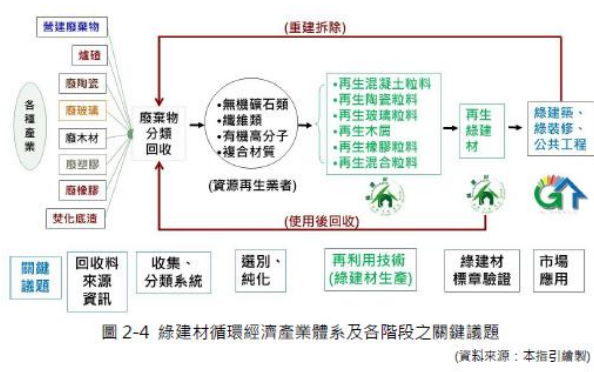 (重建拆除)
各種產業
營建廢棄物
爐碴
廢陶瓷
廢玻璃
廢木材
廢塑膠
廢橡膠
焚化底渣
廢棄物
分類
回收
•無機礦石類
•纖維類
•有機高分子
•複合材質
(資源再生業者)
•再生混凝土粒料
•再生陶瓷粒料
•再生玻璃粒料
•再生木屑
•再生橡膠粒料
•再生混合粒料
再生
綠建
材
綠建築、
綠裝修、
公共工程
(使用後回收)
關鍵
議題
回收料
來源
資訊
收集、
分類系統
選別、
純化
再利用技術
(綠建材生產)
綠建材
標章驗證
市場
應用
圖 2-4 綠建材循環經濟產業體系及各階段之關鍵議題
(資料來源：本指引繪製)